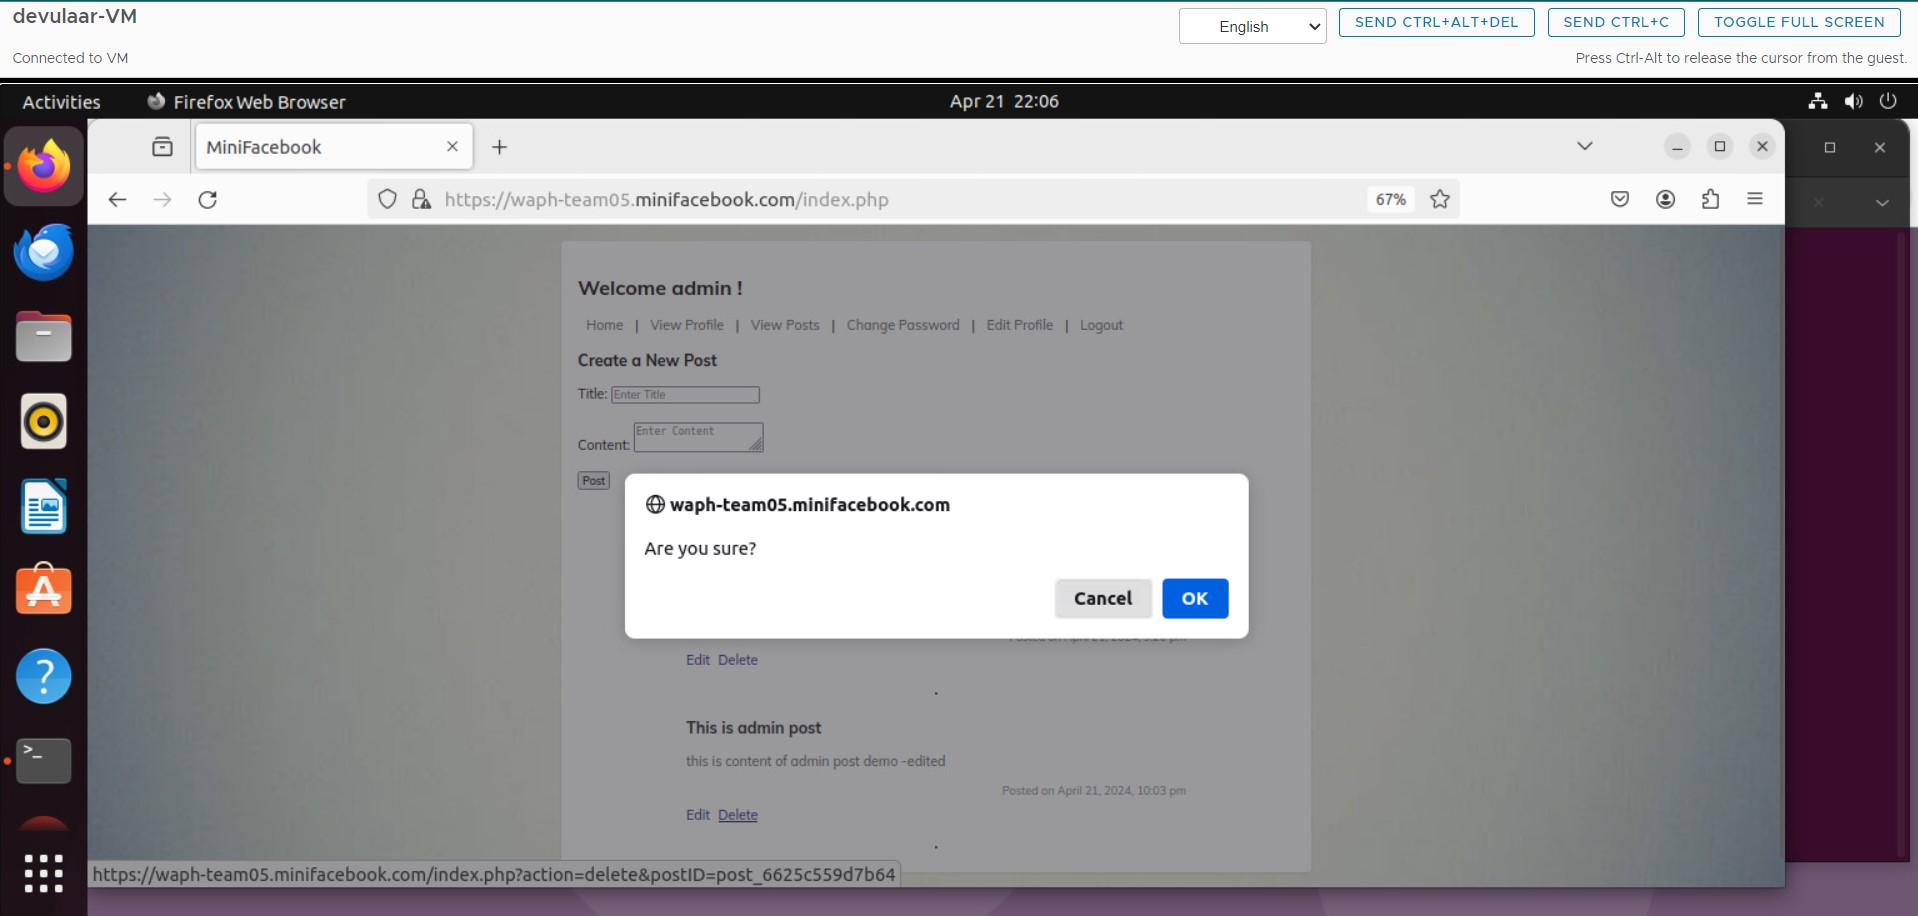 devulaar-VM
English
SEND CTRL+ALT+DEL
SEND CTRL+C
TOGGLE FULL SCREEN
Connected to VM
Press Ctrl-Alt to release the cursor from the guest.
Activities
Firefox Web Browser
Apr 21 22:06
MiniFacebook
https://waph-team05.minifacebook.com/index.php
67%
Welcome admin !
Home | View Profile | View Posts | Change Password | Edit Profile | Logout
Create a New Post
Title: Enter Title
Content: Enter Content
Post
waph-team05.minifacebook.com
Are you sure?
Cancel
OK
Edit Delete
.
This is admin post
this is content of admin post demo -edited
Posted on April 21, 2024, 10:03 pm
Edit Delete
.
https://waph-team05.minifacebook.com/index.php?action=delete&postID=post_6625c559d7b64